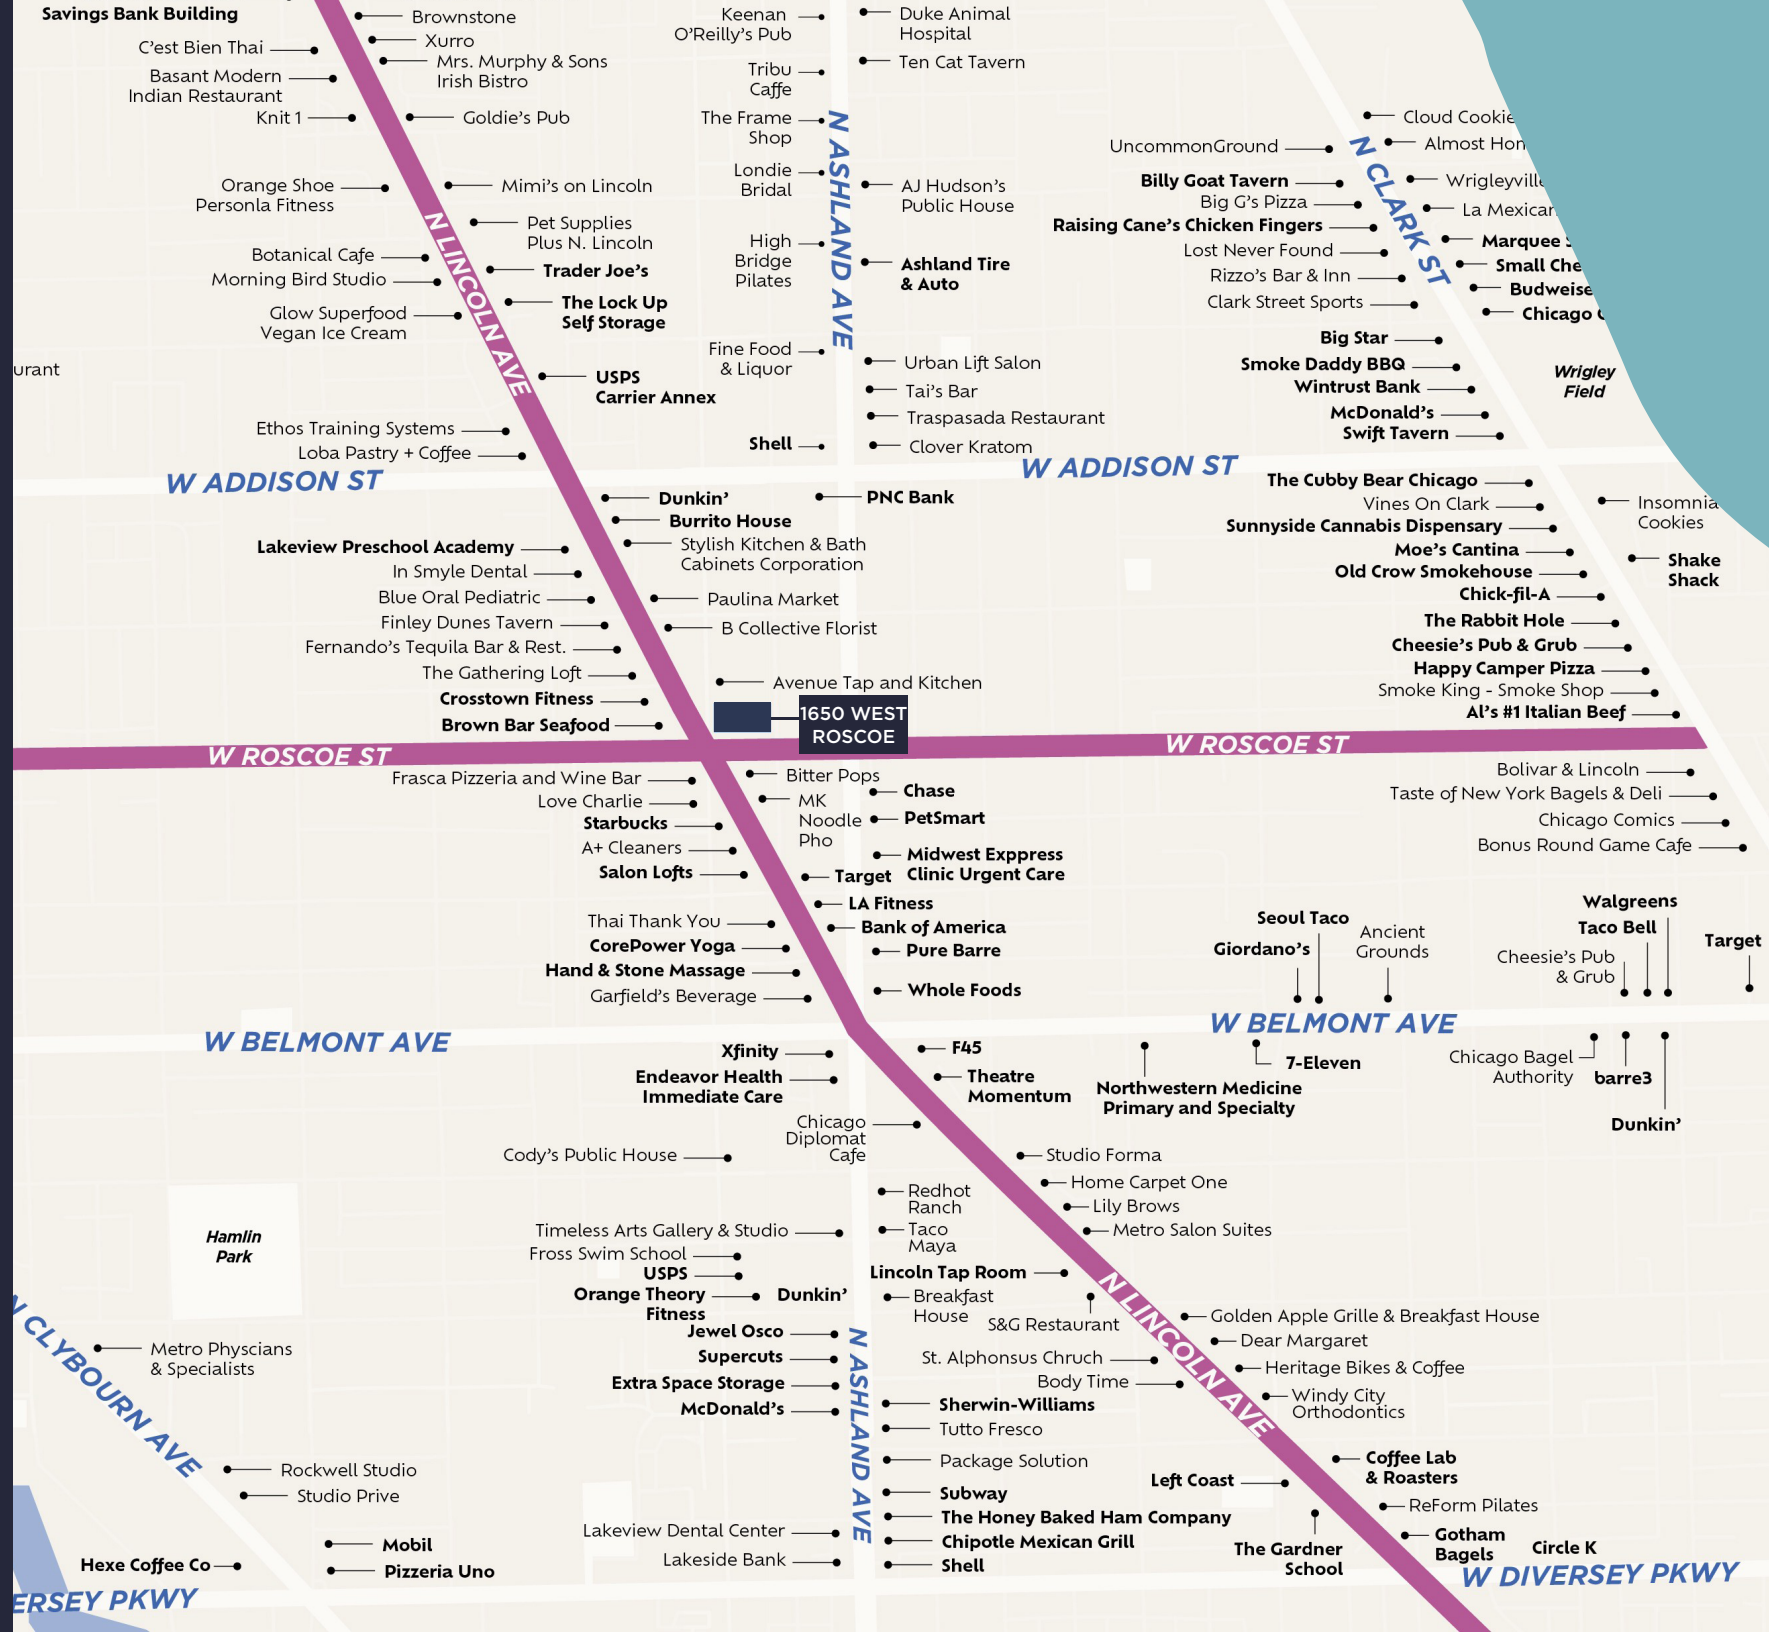 Savings Bank Building
Brownstone
C'est Bien Thai
Xurro
Mrs. Murphy & Sons
Irish Bistro
Basant Modern
Indian Restaurant
Knit 1
Goldie's Pub
Orange Shoe
Personla Fitness
Mimi's on Lincoln
Pet Supplies
Plus N. Lincoln
Botanical Cafe
Morning Bird Studio
Trader Joe's
Glow Superfood
Vegan Ice Cream
The Lock Up
Self Storage
N LINCOLN AVE
urant
USPS
Carrier Annex
Ethos Training Systems
Loba Pastry + Coffee
Keenan
O'Reilly's Pub
Duke Animal
Hospital
Tribu
Caffe
Ten Cat Tavern
The Frame
Shop
Londie
Bridal
AJ Hudson's
Public House
High
Bridge
Pilates
Ashland Tire
& Auto
N ASHLAND AVE
Fine Food
& Liquor
Urban Lift Salon
Tai's Bar
Traspasada Restaurant
Shell
Clover Kratom
UncommonGround
Cloud Cookie
Almost Hon
Billy Goat Tavern
Wrigleyville
Big G's Pizza
La Mexican
Raising Cane's Chicken Fingers
Marquee S
Lost Never Found
Small Che
Rizzo's Bar & Inn
Budweise
Clark Street Sports
Chicago C
N CLARK ST
Big Star
Smoke Daddy BBQ
Wintrust Bank
Wrigley
Field
McDonald's
Swift Tavern
W ADDISON ST
W ADDISON ST
Dunkin'
PNC Bank
Burrito House
Stylish Kitchen & Bath
Cabinets Corporation
Lakeview Preschool Academy
In Smyle Dental
Blue Oral Pediatric
Paulina Market
Finley Dunes Tavern
B Collective Florist
Fernando's Tequila Bar & Rest.
The Gathering Loft
Avenue Tap and Kitchen
Crosstown Fitness
Brown Bar Seafood
1650 WEST
ROSCOE
The Cubby Bear Chicago
Vines On Clark
Insomnia
Cookies
Sunnyside Cannabis Dispensary
Moe's Cantina
Shake
Shack
Old Crow Smokehouse
Chick-fil-A
The Rabbit Hole
Cheesie's Pub & Grub
Happy Camper Pizza
Smoke King - Smoke Shop
Al's #1 Italian Beef
W ROSCOE ST
W ROSCOE ST
Frasca Pizzeria and Wine Bar
Love Charlie
Starbucks
A+ Cleaners
Salon Lofts
Bitter Pops
MK
Noodle
Pho
Chase
PetSmart
Midwest Exppress
Clinic Urgent Care
Target
LA Fitness
Bank of America
Thai Thank You
CorePower Yoga
Pure Barre
Hand & Stone Massage
Garfield's Beverage
Whole Foods
Bolivar & Lincoln
Taste of New York Bagels & Deli
Chicago Comics
Bonus Round Game Cafe
Seoul Taco
Giordano's
Ancient
Grounds
Walgreens
Taco Bell
Cheesie's Pub
& Grub
Target
W BELMONT AVE
W BELMONT AVE
Xfinity
F45
Endeavor Health
Immediate Care
Theatre
Momentum
Northwestern Medicine
Primary and Specialty
7-Eleven
Chicago Bagel
Authority
barre3
Dunkin'
Chicago
Diplomat
Cafe
Cody's Public House
Studio Forma
Home Carpet One
Redhot
Ranch
Lily Brows
Taco
Maya
Metro Salon Suites
Hamlin
Park
Timeless Arts Gallery & Studio
Fross Swim School
USPS
Lincoln Tap Room
Orange Theory
Fitness
Dunkin'
Breakfast
House
S&G Restaurant
Golden Apple Grille & Breakfast House
Jewel Osco
Dear Margaret
Supercuts
St. Alphonsus Chruch
Heritage Bikes & Coffee
Extra Space Storage
Body Time
Windy City
Orthodontics
McDonald's
Sherwin-Williams
N LINCOLN AVE
N ASHLAND AVE
Tutto Fresco
Metro Physcians
& Specialists
N CLYBOURN AVE
Package Solution
Coffee Lab
& Roasters
Rockwell Studio
Left Coast
Studio Prive
Subway
ReForm Pilates
The Honey Baked Ham Company
Lakeview Dental Center
Chipotle Mexican Grill
Gotham
Bagels
Circle K
Mobil
The Gardner
School
Lakeside Bank
Shell
Hexe Coffee Co
Pizzeria Uno
ERSEY PKWY
W DIVERSEY PKWY